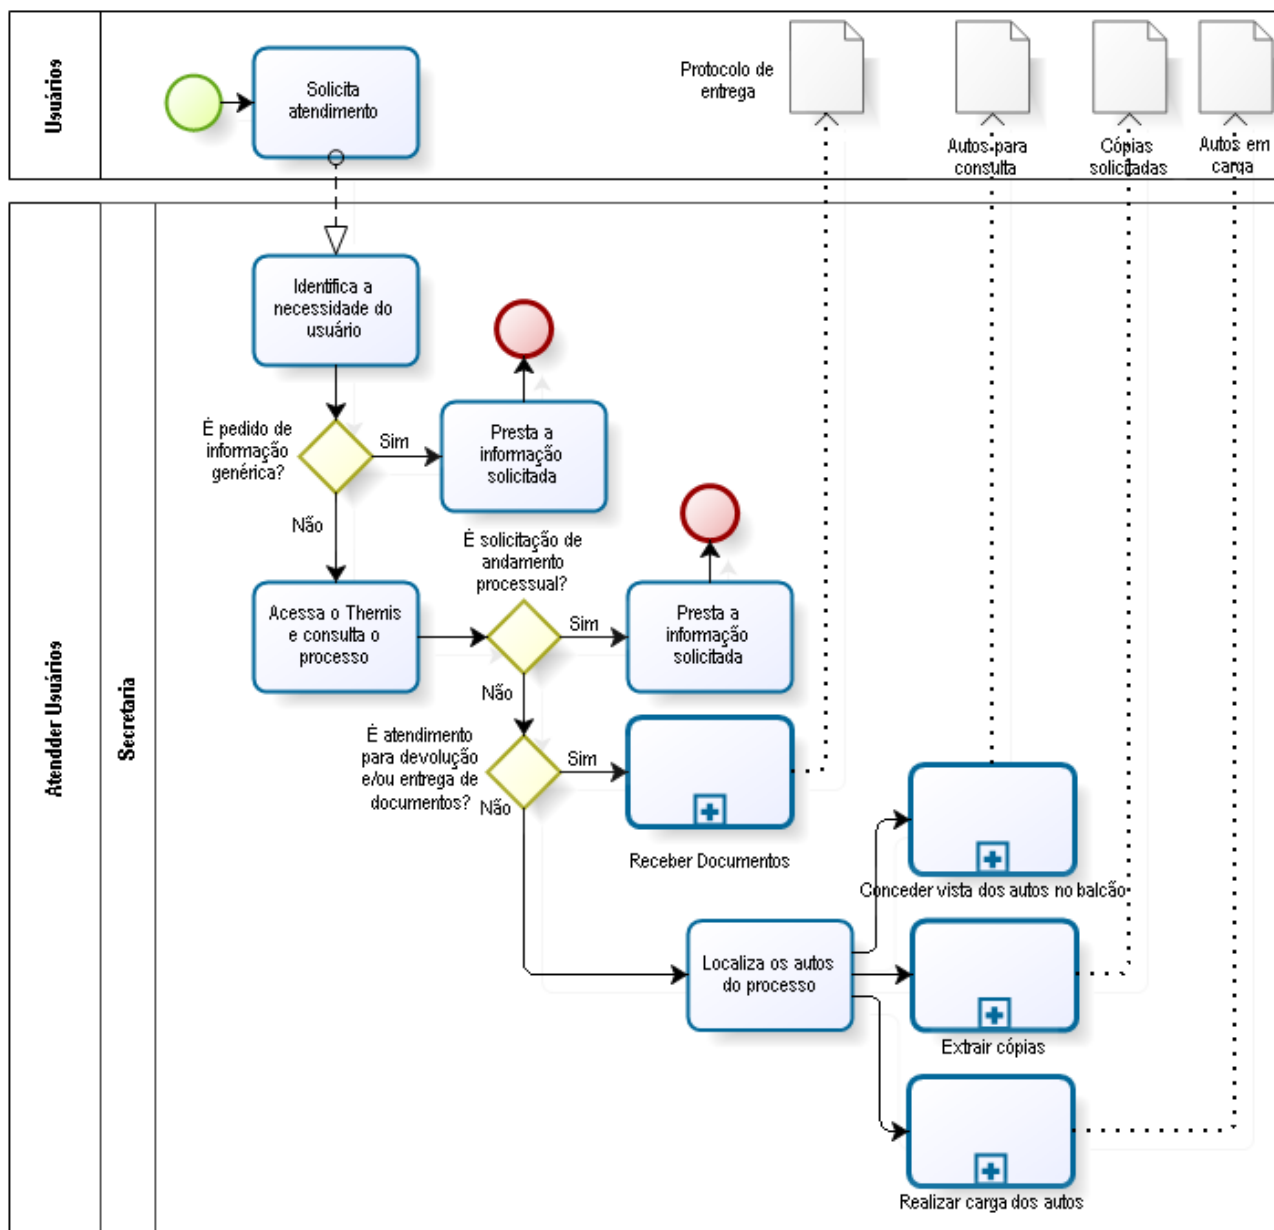 Usuários
Solicita
atendimento
Protocolo de
entrega
Autos para
consulta
Cópias
solicitadas
Autos em
carga
Atendder Usuários
Secretaria
Identifica a
necessidade do
usuário
É pedido de
informação
genérica?
Sim
Presta a
informação
solicitada
Não
É solicitação de
andamento
processual?
Acessa o Themis
e consulta o
processo
Sim
Presta a
informação
solicitada
Não
É atendimento
para devolução
e/ou entrega de
documentos?
Sim
Não
Receber Documentos
Conceder vista dos autos no balcão
Localiza os autos
do processo
Extrair cópias
Realizar carga dos autos